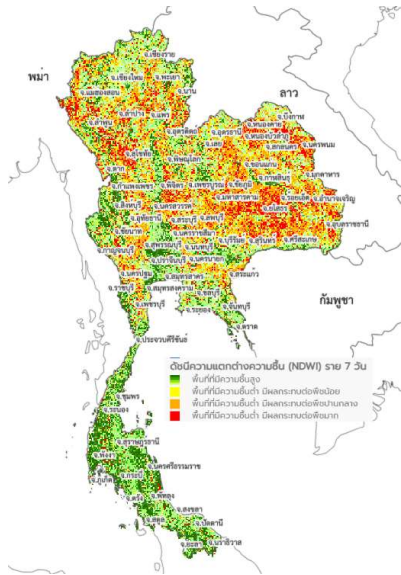 พม่า
ลาว
กัมพูชา
จ.เชียงราย
จ.เชียงใหม่
จ.พะเยา
จ.แม่ฮ่องสอน
จ.น่าน
จ.ลำปาง
จ.แพร่
จ.ลำพูน
จ.อุตรดิตถ์
จ.บึงกาฬ
จ.หนองคาย
จ.อุดรธานี
จ.หนองบัวลำภู
จ.เลย
จ.สกลนคร
จ.นครพนม
จ.สุโขทัย
จ.พิษณุโลก
จ.ตาก
จ.ขอนแก่น
จ.กาฬสินธุ์
จ.มุกดาหาร
จ.กำแพงเพชร
จ.พิจิตร
จ.เพชรบูรณ์
จ.ชัยภูมิ
จ.มหาสารคาม
จ.ร้อยเอ็ด
จ.อำนาจเจริญ
จ.ยโสธร
จ.สิงห์บุรี
จ.นครสวรรค์
จ.อุทัยธานี
จ.สระบุรี
จ.ลพบุรี
จ.อุบลราชธานี
จ.ชัยนาท
จ.นครราชสีมา
จ.บุรีรัมย์
จ.สุรินทร์
จ.ศรีสะเกษ
จ.กาญจนบุรี
จ.สุพรรณบุรี
จ.นนทบุรี
จ.ปราจีนบุรี
จ.นครนายก
จ.นครปฐม
จ.สมุทรสาคร
จ.สระแก้ว
จ.ราชบุรี
จ.สมุทรสงคราม
จ.ชลบุรี
จ.เพชรบุรี
จ.ระยอง
จ.จันทบุรี
จ.ตราด
จ.ประจวบคีรีขันธ์
ดัชนีความแตกต่างความชื้น (NDWI) ราย 7 วัน
พื้นที่ที่มีความชื้นสูง
พื้นที่ที่มีความชื้นต่ำ มีผลกระทบต่อพืชน้อย
พื้นที่ที่มีความชื้นต่ำ มีผลกระทบต่อพืชปานกลาง
พื้นที่ที่มีความชื้นต่ำ มีผลกระทบต่อพืชมาก
จ.ชุมพร
จ.ระนอง
จ.สุราษฎร์ธานี
จ.พังงา
จ.นครศรีธรรมราช
จ.ภูเก็ต
จ.กระบี่
จ.ตรัง
จ.พัทลุง
จ.สงขลา
จ.สตูล
จ.ปัตตานี
จ.ยะลา
จ.นราธิวาส